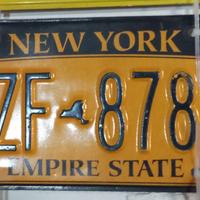 NEW YORK
ZF 878
EMPIRE STATE